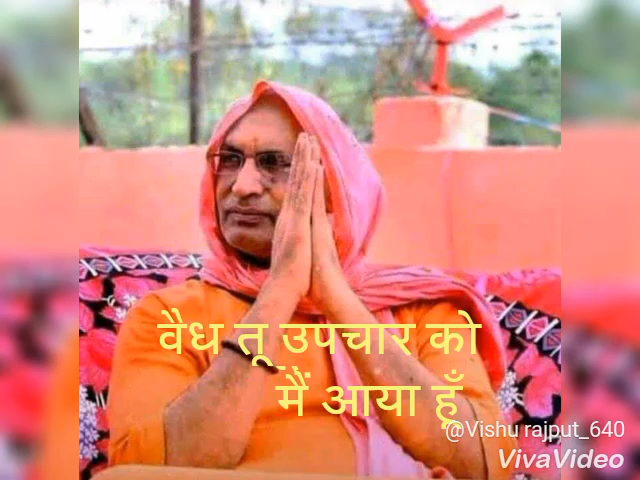 वैध तू उपचार को
मैं आया हूँ
@Vishu rajput_640
VivaVideo